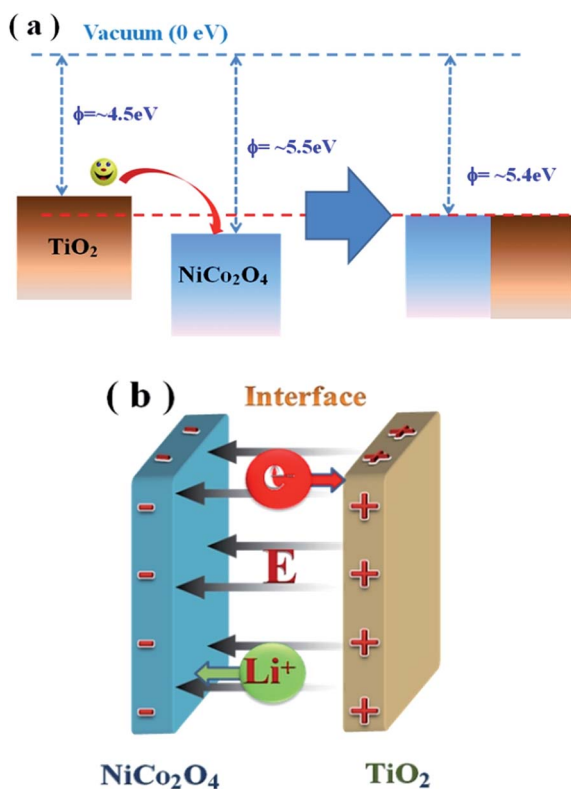 ( a )
Vacuum (0 eV)
ϕ=~4.5eV
ϕ= ~5.5eV
ϕ= ~5.4eV
TiO₂
NiCo₂O₄
( b )
Interface
- -
+ +
e⁻
- +
E
- +
- +
Li⁺
- +
NiCo₂O₄ TiO₂